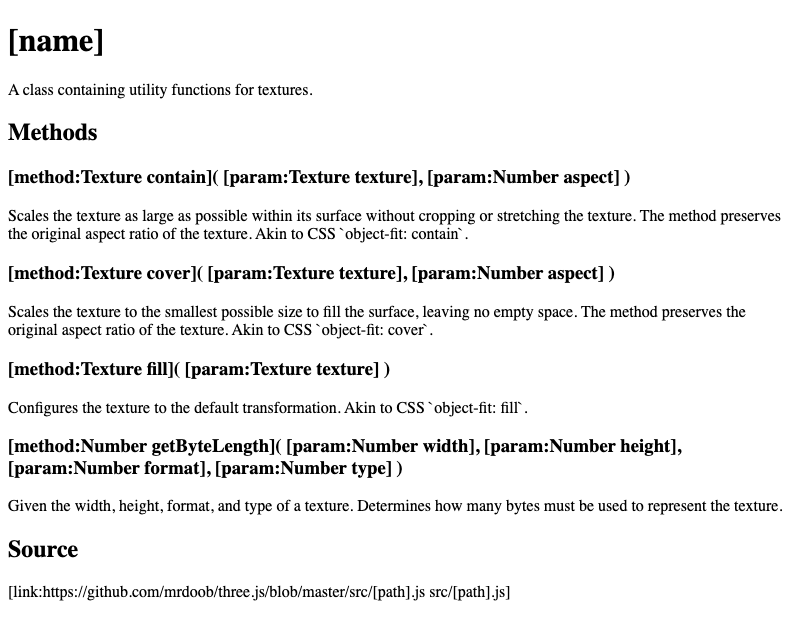 [name]
A class containing utility functions for textures.
Methods
[method:Texture contain]( [param:Texture texture], [param:Number aspect] )
Scales the texture as large as possible within its surface without cropping or stretching the texture. The method preserves
the original aspect ratio of the texture. Akin to CSS `object-fit: contain`.
[method:Texture cover]( [param:Texture texture], [param:Number aspect] )
Scales the texture to the smallest possible size to fill the surface, leaving no empty space. The method preserves the
original aspect ratio of the texture. Akin to CSS `object-fit: cover`.
[method:Texture fill]( [param:Texture texture] )
Configures the texture to the default transformation. Akin to CSS `object-fit: fill`.
[method:Number getByteLength]( [param:Number width], [param:Number height],
[param:Number format], [param:Number type] )
Given the width, height, format, and type of a texture. Determines how many bytes must be used to represent the texture.
Source
[link:https://github.com/mrdoob/three.js/blob/master/src/[path].js src/[path].js]